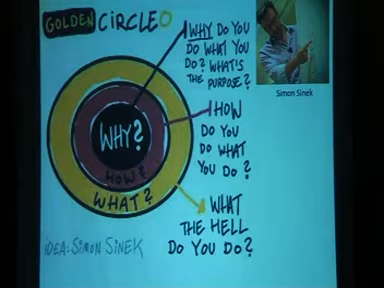 GOLDEN CIRCLE
WHY DO YOU
DO WHAT YOU
DO? WHAT'S
THE PURPOSE?
Simon Sinek
HOW
DO YOU
DO WHAT
YOU DO?
WHY?
HOW?
WHAT?
WHAT
THE HELL
DO YOU DO?
iDEA: SiMON SiNEK